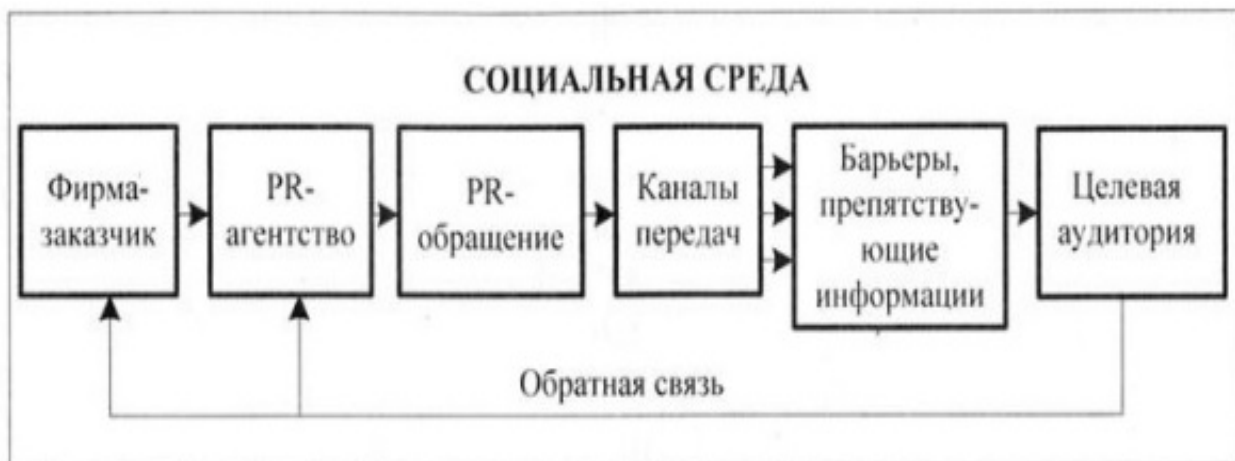 СОЦИАЛЬНАЯ СРЕДА
Фирма-
заказчик
PR-
агентство
PR-
обращение
Каналы
передач
Барьеры,
препятству-
ющие
информации
Целевая
аудитория
Обратная связь